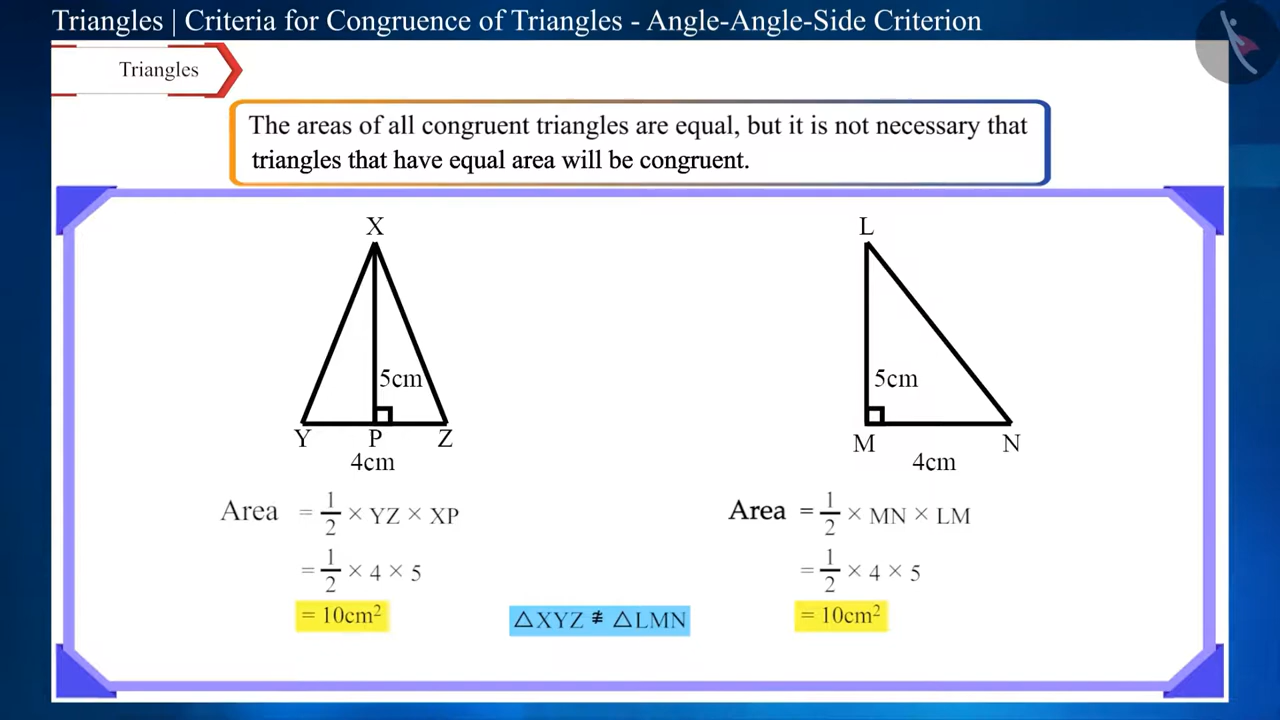 Triangles | Criteria for Congruence of Triangles - Angle-Angle-Side Criterion
Triangles
The areas of all congruent triangles are equal, but it is not necessary that
triangles that have equal area will be congruent.
X
5cm
Y P Z
4cm
Area = 1/2 × YZ × XP
= 1/2 × 4 × 5
= 10cm²
L
5cm
M N
4cm
Area = 1/2 × MN × LM
= 1/2 × 4 × 5
= 10cm²
△XYZ ≇ △LMN